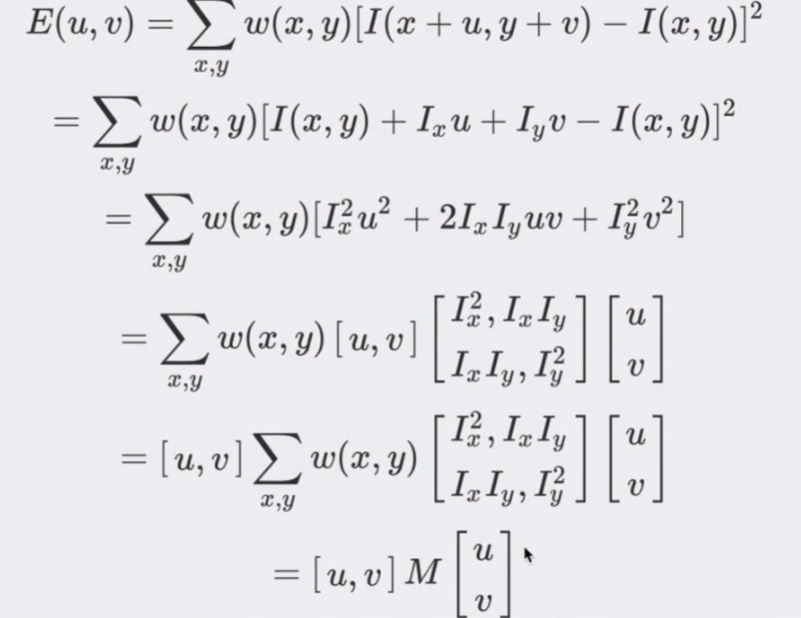 E(u, v) = \sum_{x,y} w(x, y)[I(x + u, y + v) − I(x, y)]^2
= \sum_{x,y} w(x, y)[I(x, y) + I_x u + I_y v − I(x, y)]^2
= \sum_{x,y} w(x, y)[I_x^2 u^2 + 2I_x I_y uv + I_y^2 v^2]
= \sum_{x,y} w(x, y) [u, v] \begin{bmatrix} I_x^2, I_x I_y \\ I_x I_y, I_y^2 \end{bmatrix} \begin{bmatrix} u \\ v \end{bmatrix}
= [u, v] \sum_{x,y} w(x, y) \begin{bmatrix} I_x^2, I_x I_y \\ I_x I_y, I_y^2 \end{bmatrix} \begin{bmatrix} u \\ v \end{bmatrix}
= [u, v] M \begin{bmatrix} u \\ v \end{bmatrix}